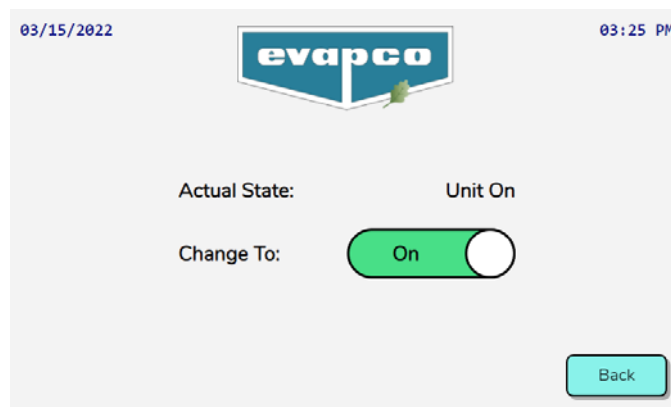 03/15/2022 03:25 PM
evapco
Actual State: Unit On
Change To: On
Back